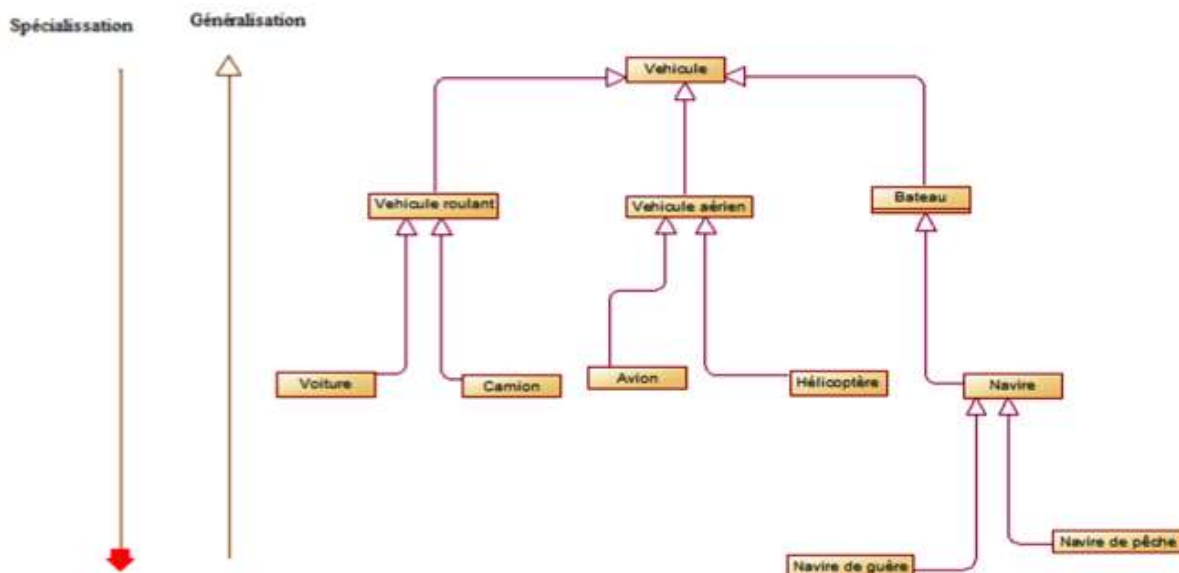 Spécialissation
Généralisation
Vehicule
Vehicule roulant
Vehicule aérien
Bateau
Voiture
Camion
Avion
Hélicoptère
Navire
Navire de pêche
Navire de guère